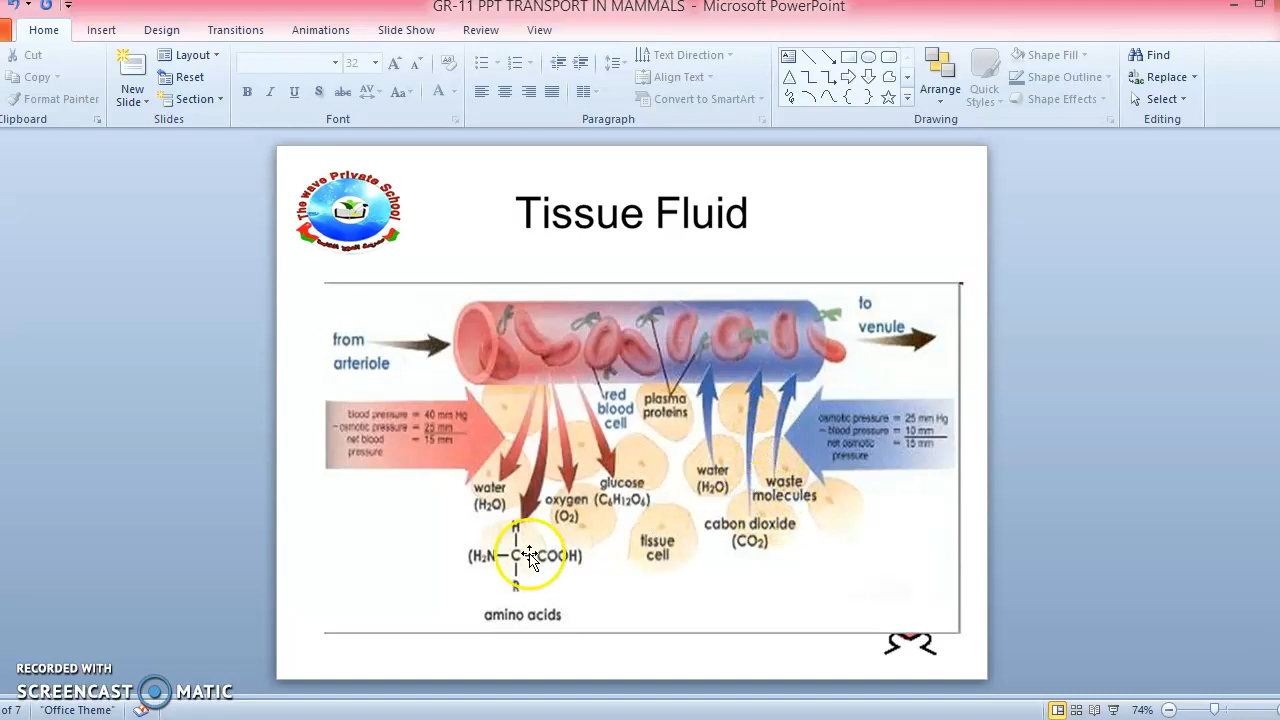 GR-11 PPT TRANSPORT IN MAMMALS - Microsoft PowerPoint
Home Insert Design Transitions Animations Slide Show Review View
Cut
Copy
Format Painter
Clipboard
New
Slide
Layout
Reset
Section
Slides
32
B I U S abc AV Aa A
Font
Text Direction
Align Text
Convert to SmartArt
Paragraph
Arrange
Quick
Styles
Shape Fill
Shape Outline
Shape Effects
Drawing
Find
Replace
Select
Editing
The wave Private School
Tissue Fluid
from
arteriole
to
venule
blood pressure = 40 mm Hg
-osmotic pressure = 25 mm
net blood = 15 mm
pressure
red
blood
cell
plasma
proteins
osmotic pressure = 25 mm Hg
- blood pressure = 10 mm
net osmotic = 15 mm
pressure
water
(H2O)
oxygen
(O2)
glucose
(C6H12O6)
water
(H2O)
waste
molecules
cabon dioxide
(CO2)
tissue
cell
H
(H2N—C—COOH)
R
amino acids
RECORDED WITH
SCREENCAST MATIC
of 7 "Office Theme" 74%